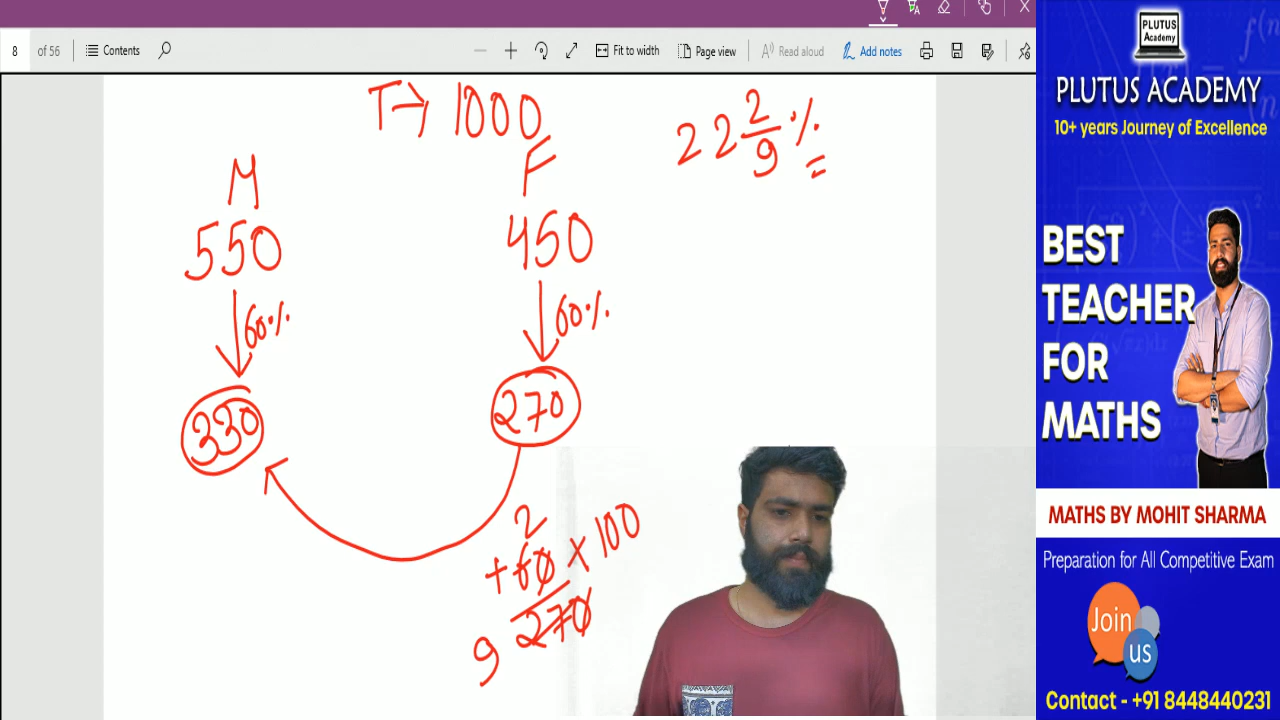 8 of 56 Contents Fit to width Page view Read aloud Add notes
T→ 1000
22 2/9 %
M F
550 450
60% 60%
330 270
2
+ 60 × 100
270
9
PLUTUS
Academy
PLUTUS ACADEMY
10+ years Journey of Excellence
BEST
TEACHER
FOR
MATHS
MATHS BY MOHIT SHARMA
Preparation for All Competitive Exam
Join
us
Contact - +91 8448440231